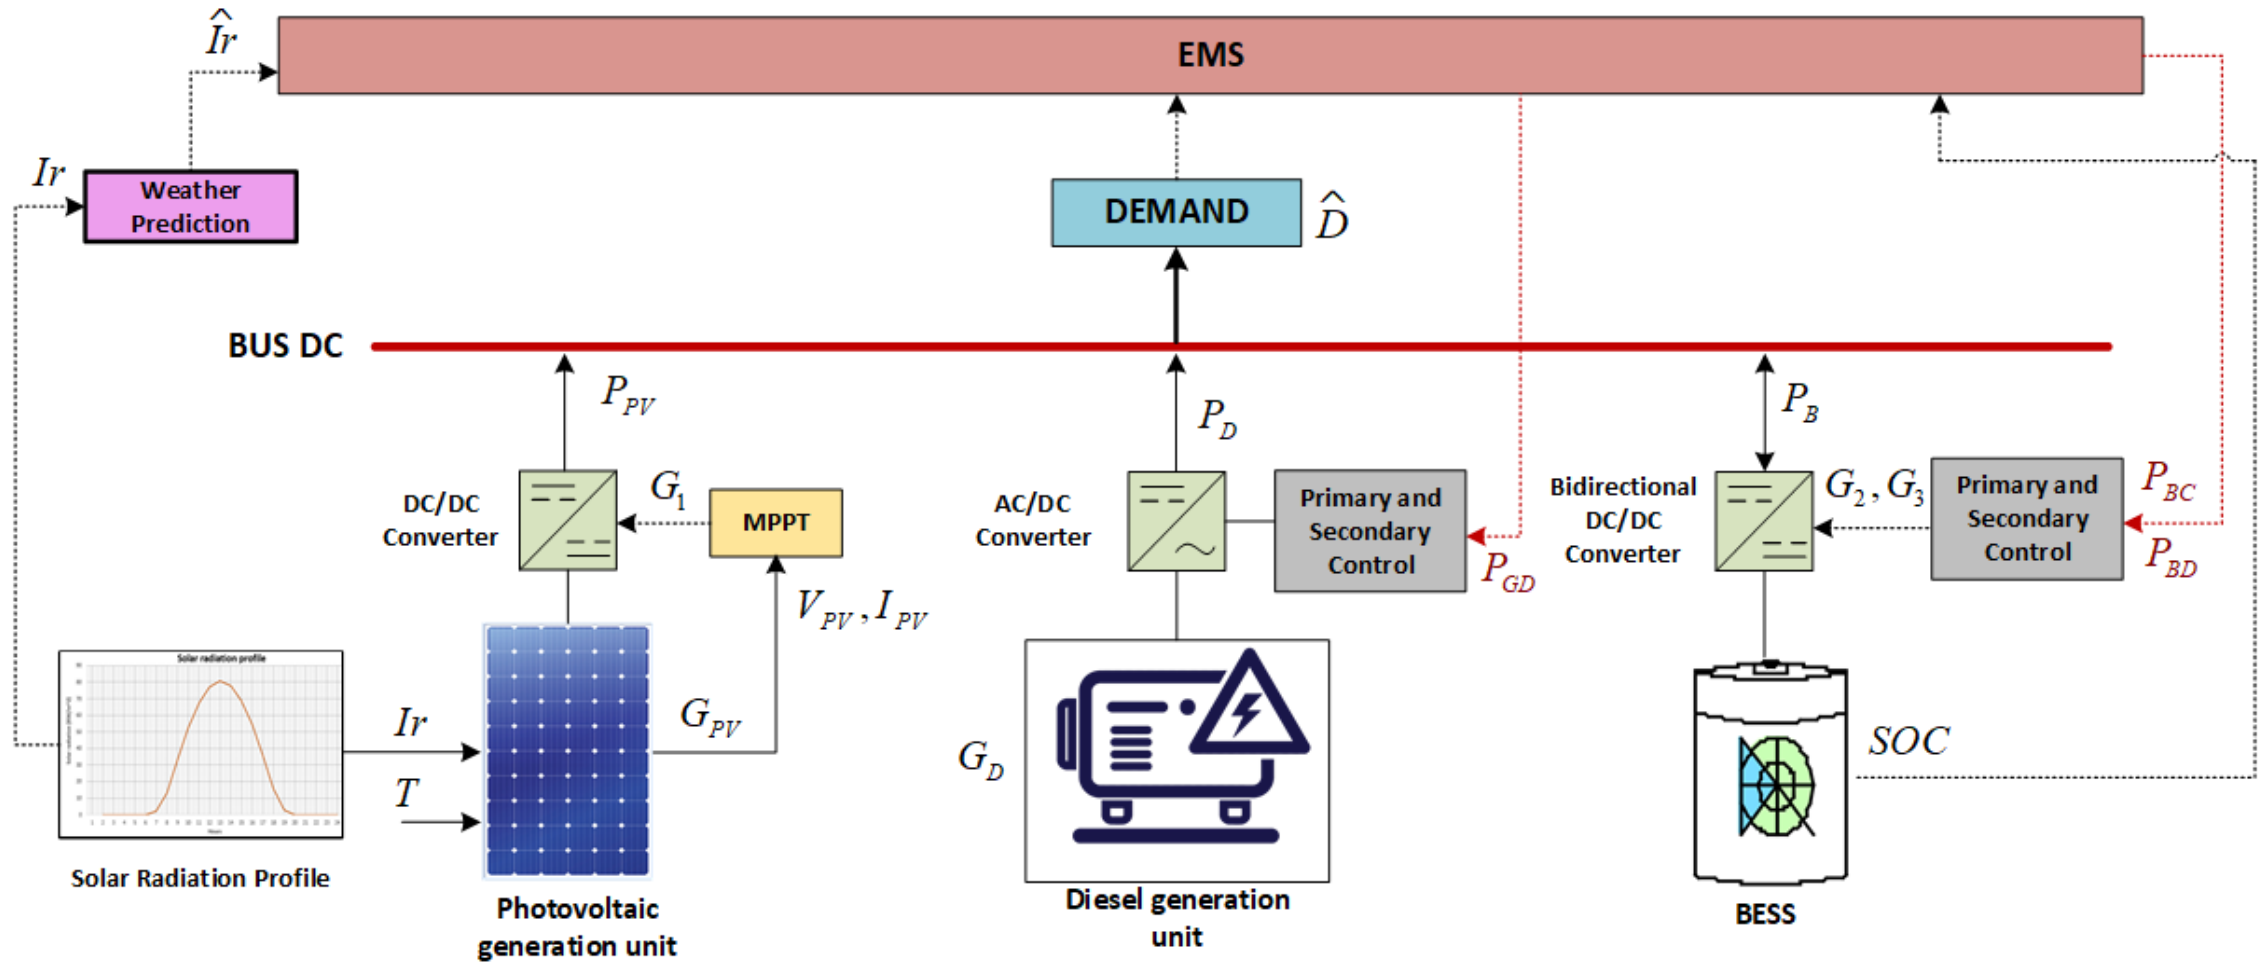 Îr
EMS
Ir
Weather
Prediction
DEMAND
D̂
BUS DC
P_PV
P_D
P_B
DC/DC
Converter
G_1
MPPT
AC/DC
Converter
Primary and
Secondary
Control
P_GD
Bidirectional
DC/DC
Converter
G_2, G_3
Primary and
Secondary
Control
P_BC
P_BD
V_PV, I_PV
Solar radiation profile
Ir
T
G_PV
G_D
SOC
Solar Radiation Profile
Photovoltaic
generation unit
Diesel generation
unit
BESS